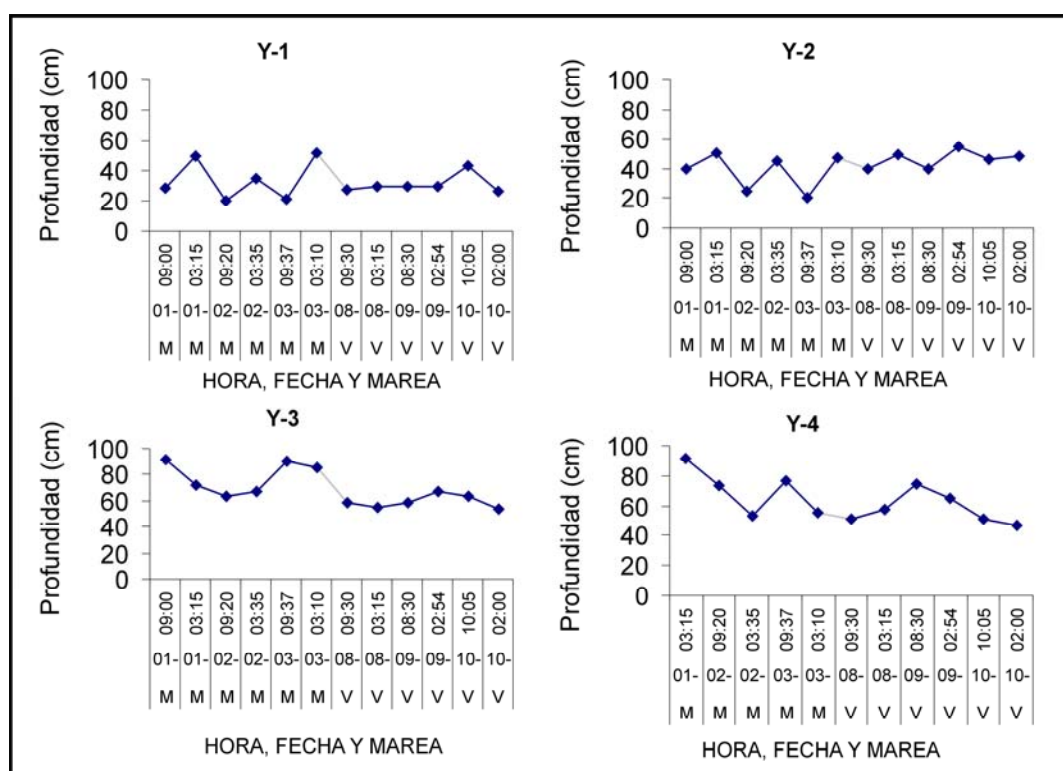 Y-1
Profundidad (cm)
100
80
60
40
20
0
09:00 03:15 09:20 03:35 09:37 03:10 09:30 03:15 08:30 02:54 10:05 02:00
01- 01- 02- 02- 03- 03- 08- 08- 09- 09- 10- 10-
M M M M M M V V V V V V
HORA, FECHA Y MAREA
Y-2
Profundidad (cm)
100
80
60
40
20
0
09:00 03:15 09:20 03:35 09:37 03:10 09:30 03:15 08:30 02:54 10:05 02:00
01- 01- 02- 02- 03- 03- 08- 08- 09- 09- 10- 10-
M M M M M M V V V V V V
HORA, FECHA Y MAREA
Y-3
Profundidad (cm)
100
80
60
40
20
0
09:00 03:15 09:20 03:35 09:37 03:10 09:30 03:15 08:30 02:54 10:05 02:00
01- 01- 02- 02- 03- 03- 08- 08- 09- 09- 10- 10-
M M M M M M V V V V V V
HORA, FECHA Y MAREA
Y-4
Profundidad (cm)
100
80
60
40
20
0
03:15 09:20 03:35 09:37 03:10 09:30 03:15 08:30 02:54 10:05 02:00
01- 02- 02- 03- 03- 08- 08- 09- 09- 10- 10-
M M M M M V V V V V V
HORA, FECHA Y MAREA